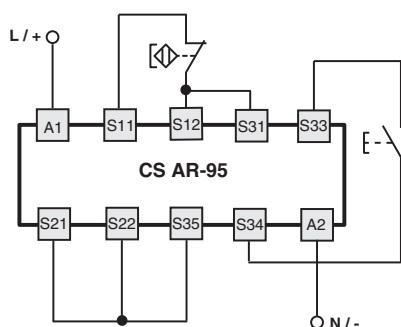 L / +
A1 S11 S12 S31 S33
CS AR-95
S21 S22 S35 S34 A2
N / -